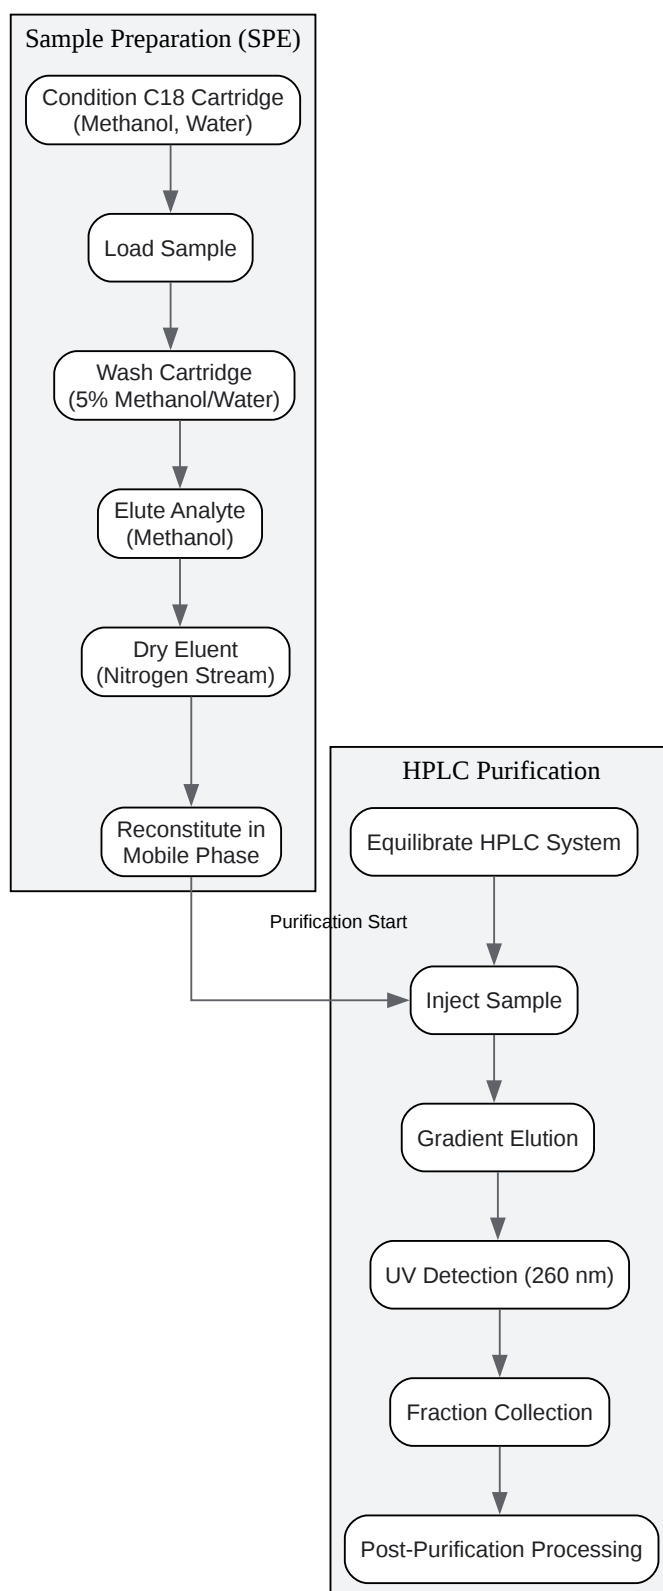 Sample Preparation (SPE)
Condition C18 Cartridge
(Methanol, Water)
Load Sample
Wash Cartridge
(5% Methanol/Water)
Elute Analyte
(Methanol)
Dry Eluent
(Nitrogen Stream)
Reconstitute in
Mobile Phase
Purification Start
HPLC Purification
Equilibrate HPLC System
Inject Sample
Gradient Elution
UV Detection (260 nm)
Fraction Collection
Post-Purification Processing